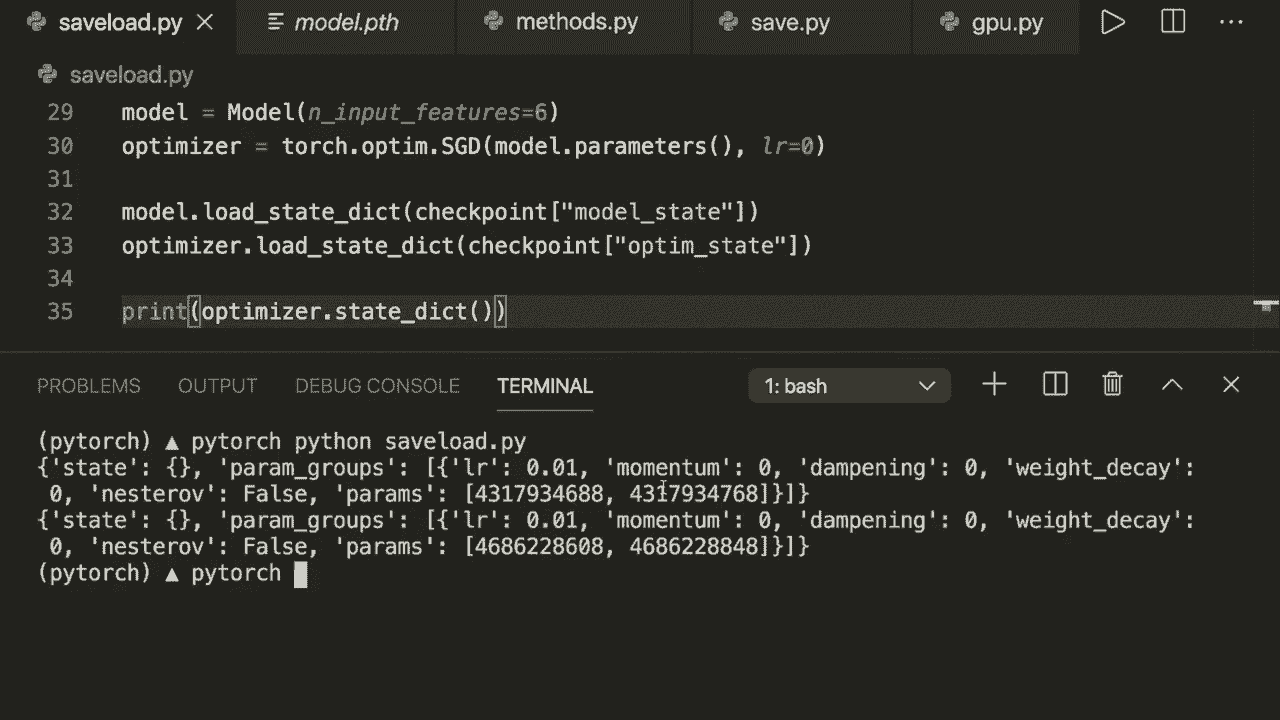 saveload.py model.pth methods.py save.py gpu.py
saveload.py
29 model = Model(n_input_features=6)
30 optimizer = torch.optim.SGD(model.parameters(), lr=0)
31
32 model.load_state_dict(checkpoint["model_state"])
33 optimizer.load_state_dict(checkpoint["optim_state"])
34
35 print(optimizer.state_dict())
PROBLEMS OUTPUT DEBUG CONSOLE TERMINAL 1: bash
(pytorch) ▲ pytorch python saveload.py
{'state': {}, 'param_groups': [{'lr': 0.01, 'momentum': 0, 'dampening': 0, 'weight_decay':
0, 'nesterov': False, 'params': [4317934688, 4317934768]}]}
{'state': {}, 'param_groups': [{'lr': 0.01, 'momentum': 0, 'dampening': 0, 'weight_decay':
0, 'nesterov': False, 'params': [4686228608, 4686228848]}]}
(pytorch) ▲ pytorch